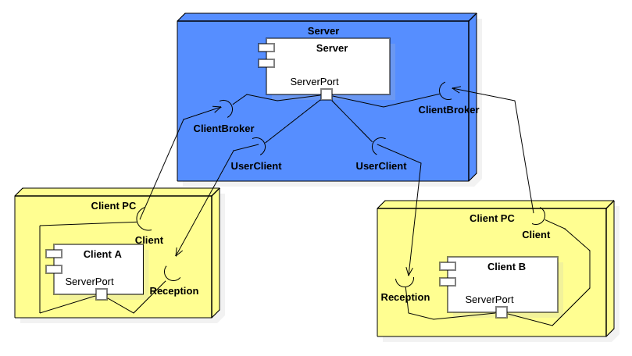 Server
Server
ServerPort
ClientBroker
ClientBroker
UserClient
UserClient
Client PC
Client
Client A
ServerPort
Reception
Client PC
Client
Client B
Reception
ServerPort